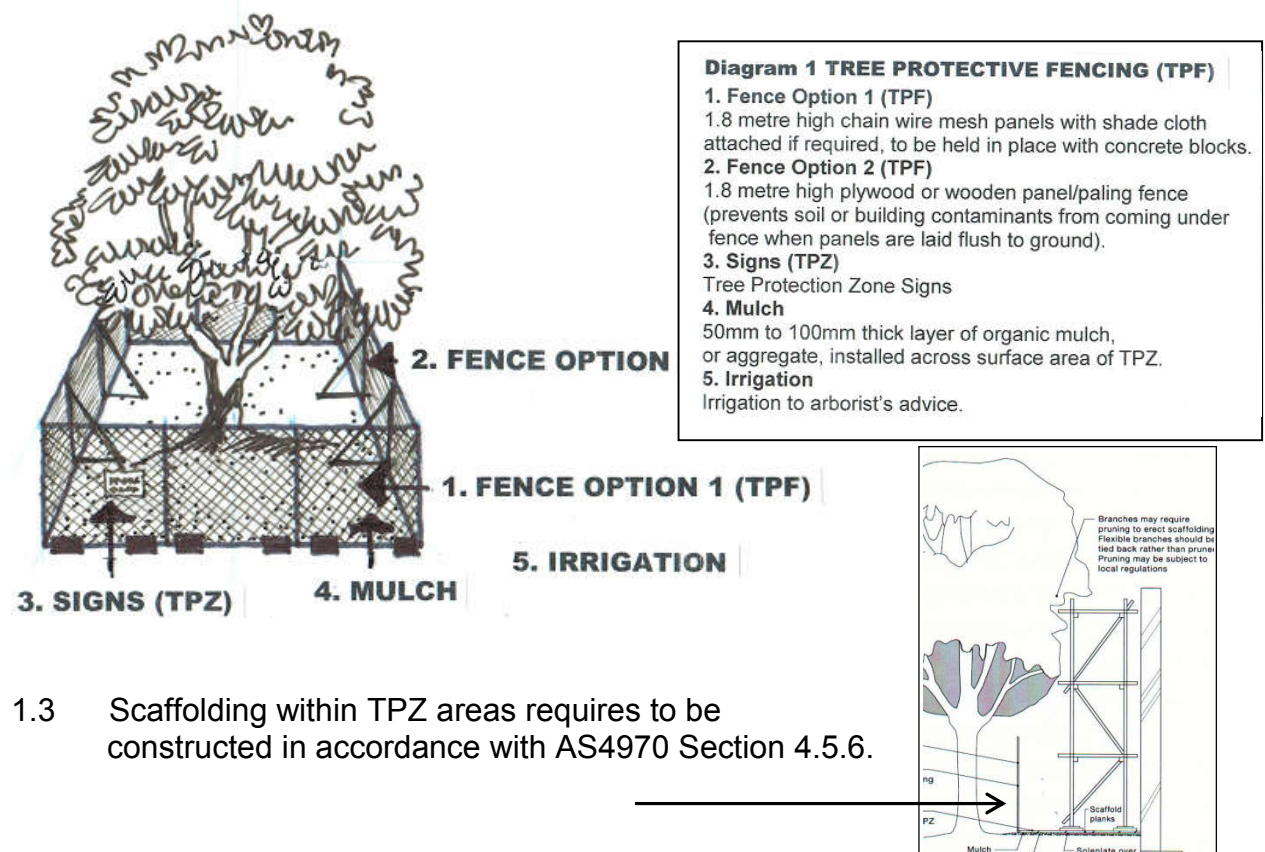 Diagram 1 TREE PROTECTIVE FENCING (TPF)
1. Fence Option 1 (TPF)
1.8 metre high chain wire mesh panels with shade cloth
attached if required, to be held in place with concrete blocks.
2. Fence Option 2 (TPF)
1.8 metre high plywood or wooden panel/paling fence
(prevents soil or building contaminants from coming under
fence when panels are laid flush to ground).
3. Signs (TPZ)
Tree Protection Zone Signs
4. Mulch
50mm to 100mm thick layer of organic mulch,
or aggregate, installed across surface area of TPZ.
5. Irrigation
Irrigation to arborist's advice.
2. FENCE OPTION
1. FENCE OPTION 1 (TPF)
5. IRRIGATION
4. MULCH
3. SIGNS (TPZ)
Branches may require
pruning to erect scaffolding
Flexible branches should be
tied back rather than prune
Pruning may be subject to
local regulations
1.3 Scaffolding within TPZ areas requires to be
constructed in accordance with AS4970 Section 4.5.6.
ng
PZ
Scaffold
planks
Mulch
Soleplate over